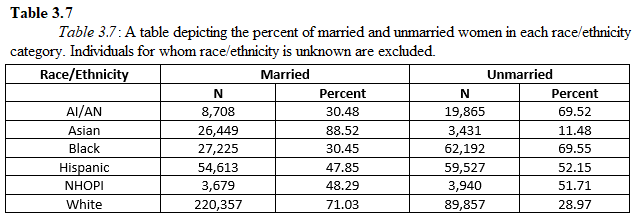 Table 3.7
Table 3.7: A table depicting the percent of married and unmarried women in each race/ethnicity
category. Individuals for whom race/ethnicity is unknown are excluded.
Race/Ethnicity Married Unmarried
N Percent N Percent
AI/AN 8,708 30.48 19,865 69.52
Asian 26,449 88.52 3,431 11.48
Black 27,225 30.45 62,192 69.55
Hispanic 54,613 47.85 59,527 52.15
NHOPI 3,679 48.29 3,940 51.71
White 220,357 71.03 89,857 28.97